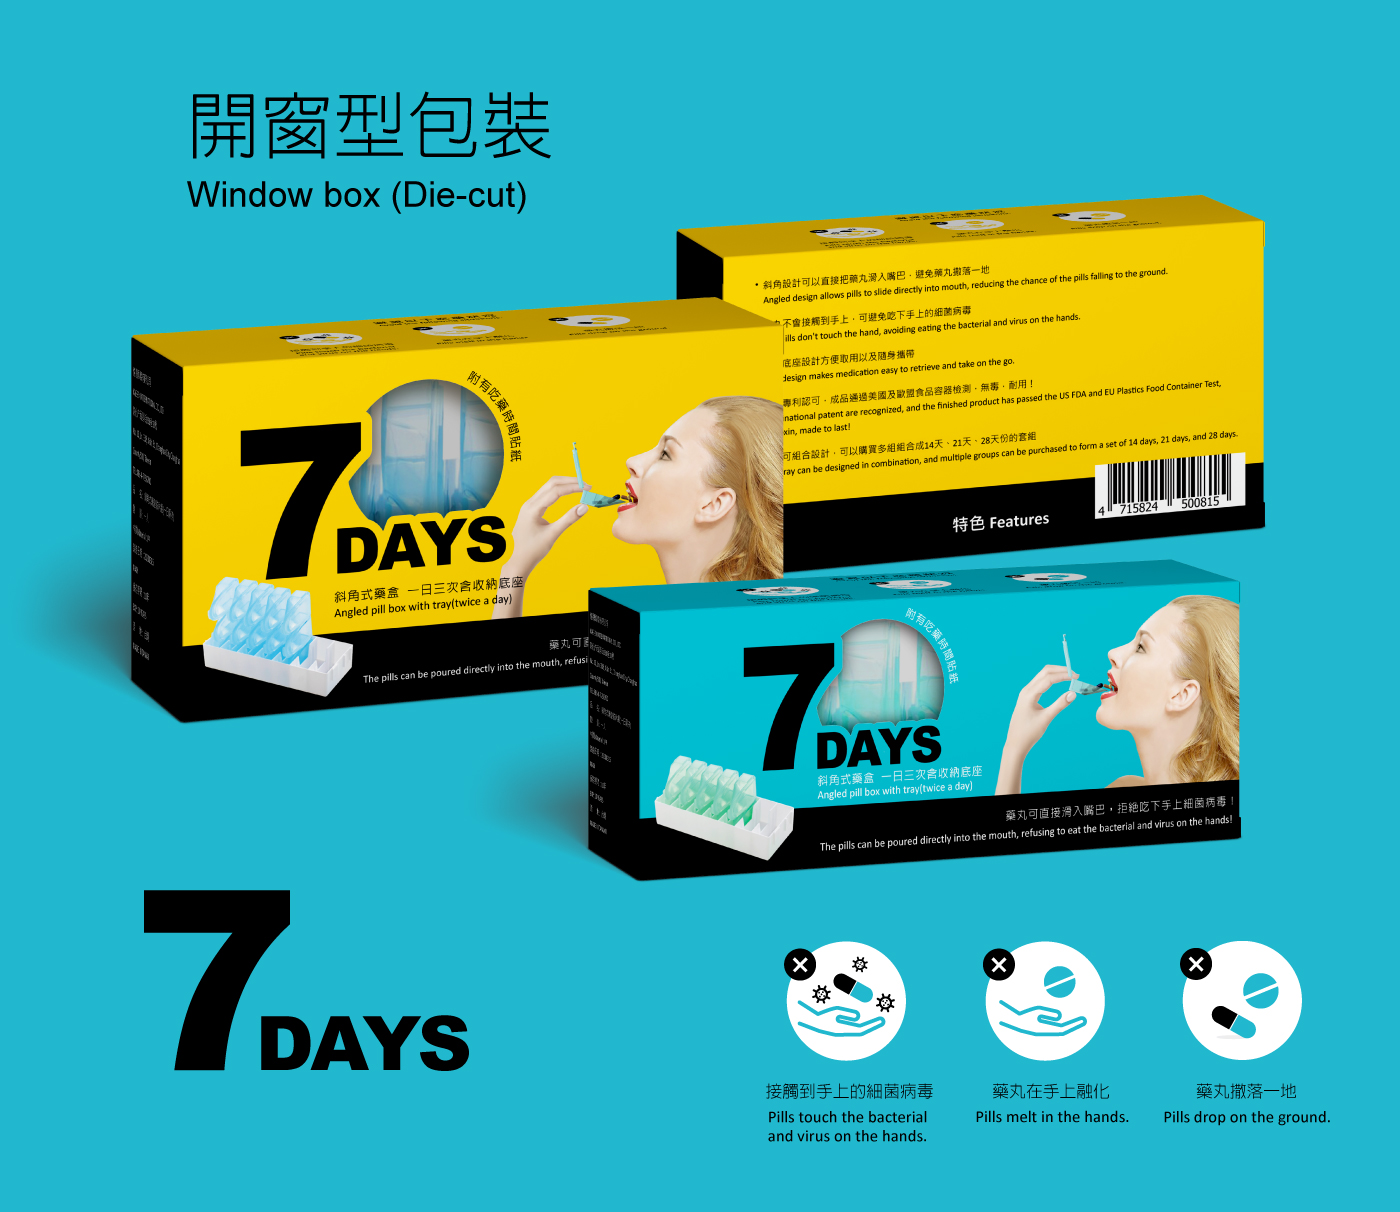 開窗型包裝
Window box (Die-cut)
• 斜角設計可以直接把藥丸滑入嘴巴，避免藥丸撒落一地
Angled design allows pills to slide directly into mouth, reducing the chance of the pills falling to the ground.
不會接觸到手上，可避免吃下手上的細菌病毒
ills don't touch the hand, avoiding eating the bacterial and virus on the hands.
底座設計方便取用以及隨身攜帶
design makes medication easy to retrieve and take on the go.
專利認可，成品通過美國及歐盟食品容器檢測，無毒，耐用！
national patent are recognized, and the finished product has passed the US FDA and EU Plastics Food Container Test,
xin, made to last!
可組合設計，可以購買多組組合成14天、21天、28天份的套組
ray can be designed in combination, and multiple groups can be purchased to form a set of 14 days, 21 days, and 28 days.
4 715824 500815
特色 Features
附有吃藥時間貼紙
7 DAYS
斜角式藥盒 一日三次含收納底座
Angled pill box with tray(twice a day)
藥丸可直
The pills can be poured directly into the mouth, refusi
附有吃藥時間貼紙
7 DAYS
斜角式藥盒 一日三次含收納底座
Angled pill box with tray(twice a day)
藥丸可直接滑入嘴巴，拒絕吃下手上細菌病毒！
The pills can be poured directly into the mouth, refusing to eat the bacterial and virus on the hands!
7 DAYS
接觸到手上的細菌病毒
Pills touch the bacterial
and virus on the hands.
藥丸在手上融化
Pills melt in the hands.
藥丸撒落一地
Pills drop on the ground.